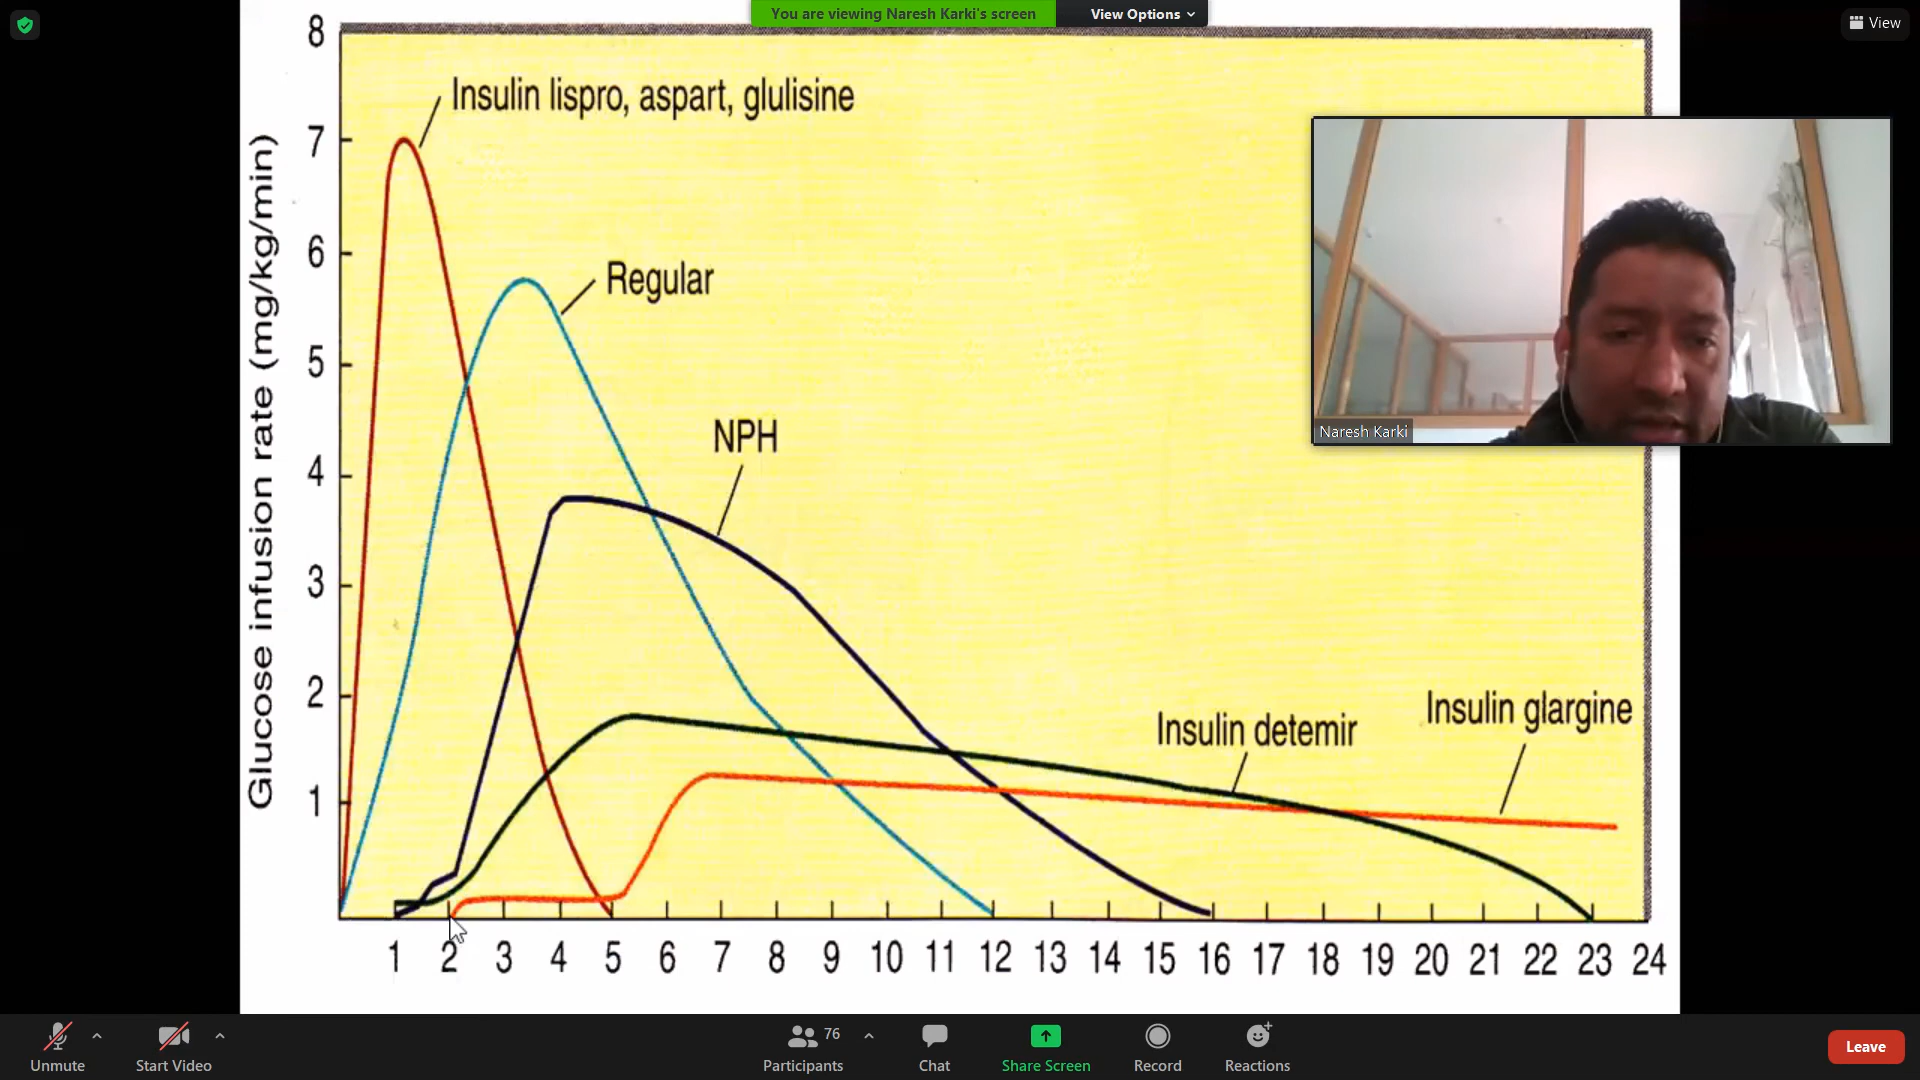 You are viewing Naresh Karki's screen
View Options
View
Glucose infusion rate (mg/kg/min)
8
7
6
5
4
3
2
1
Insulin lispro, aspart, glulisine
Regular
NPH
Insulin detemir
Insulin glargine
1 2 3 4 5 6 7 8 9 10 11 12 13 14 15 16 17 18 19 20 21 22 23 24
Naresh Karki
Unmute
Start Video
76
Participants
Chat
Share Screen
Record
Reactions
Leave